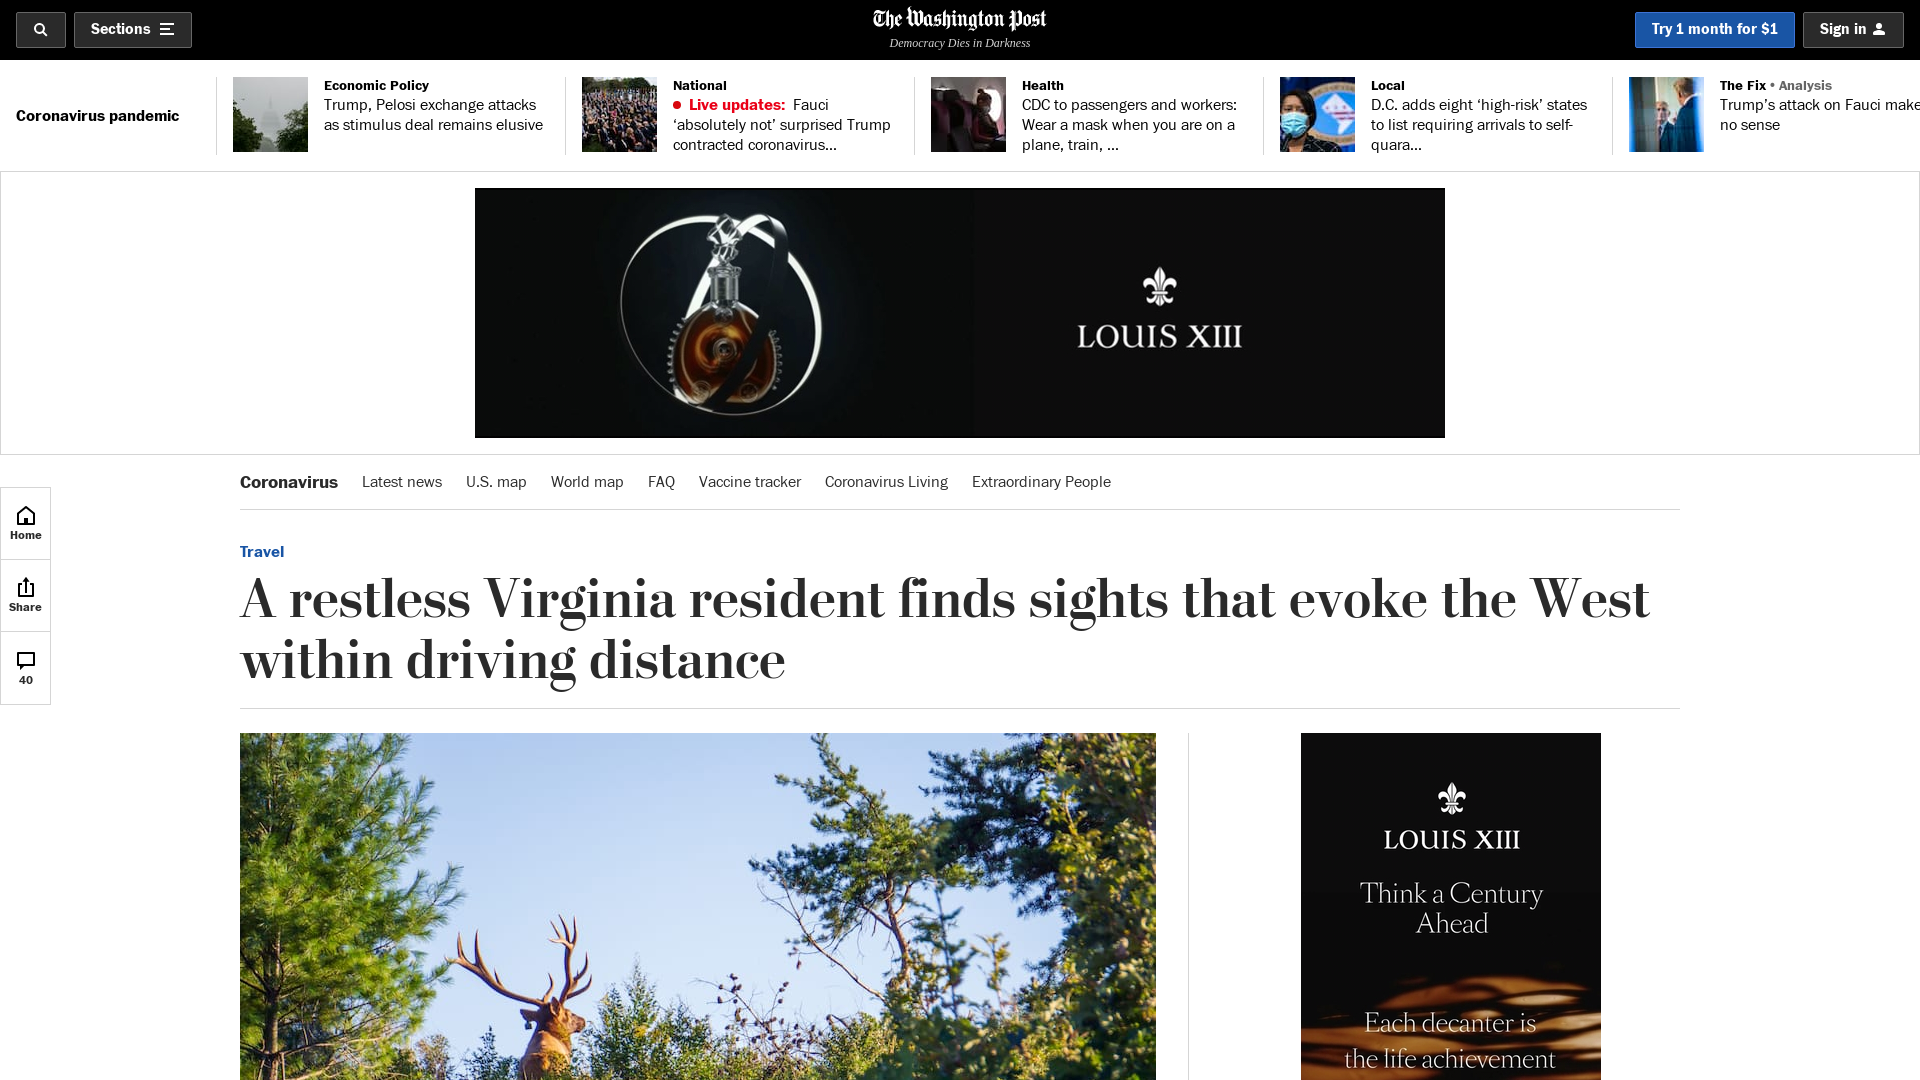 Sections
The Washington Post
Democracy Dies in Darkness
Try 1 month for $1
Sign in
Coronavirus pandemic
Economic Policy
Trump, Pelosi exchange attacks
as stimulus deal remains elusive
National
Live updates: Fauci
‘absolutely not’ surprised Trump
contracted coronavirus...
Health
CDC to passengers and workers:
Wear a mask when you are on a
plane, train, ...
Local
D.C. adds eight ‘high-risk’ states
to list requiring arrivals to self-
quara...
The Fix • Analysis
Trump’s attack on Fauci make
no sense
LOUIS XIII
Coronavirus Latest news U.S. map World map FAQ Vaccine tracker Coronavirus Living Extraordinary People
Home
Share
40
Travel
A restless Virginia resident finds sights that evoke the West
within driving distance
LOUIS XIII
Think a Century
Ahead
Each decanter is
the life achievement